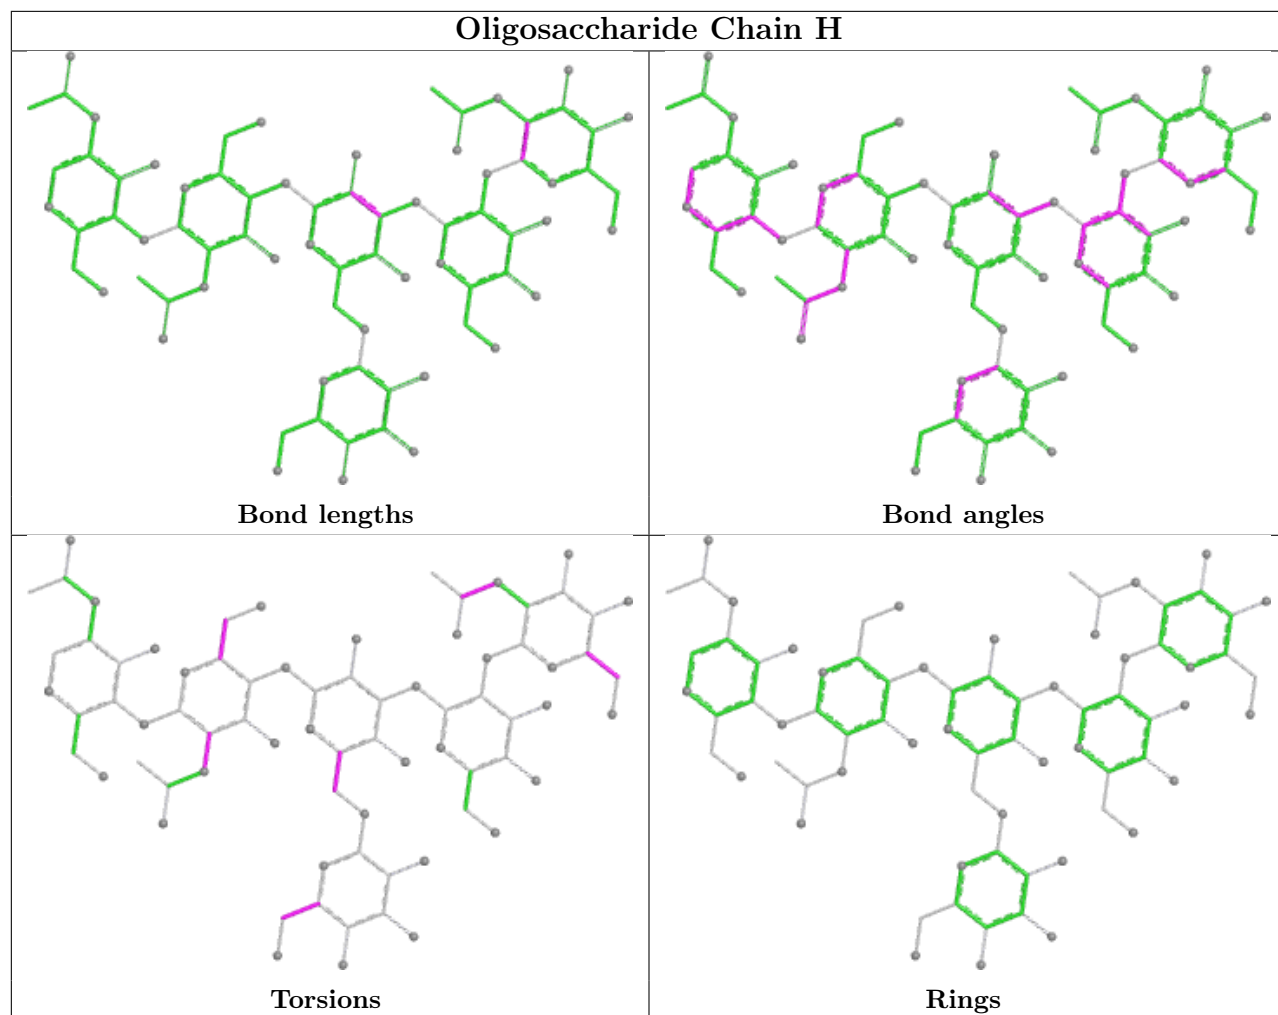 Oligosaccharide Chain H
Bond lengths
Bond angles
Torsions
Rings